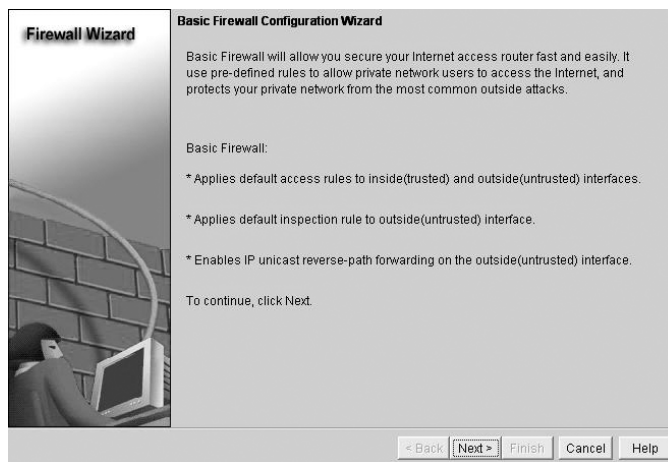 Firewall Wizard
Basic Firewall Configuration Wizard
Basic Firewall will allow you secure your Internet access router fast and easily. It
use pre-defined rules to allow private network users to access the Internet, and
protects your private network from the most common outside attacks.
Basic Firewall:
* Applies default access rules to inside(trusted) and outside(untrusted) interfaces.
* Applies default inspection rule to outside(untrusted) interface.
* Enables IP unicast reverse-path forwarding on the outside(untrusted) interface.
To continue, click Next.
< Back Next > Finish Cancel Help